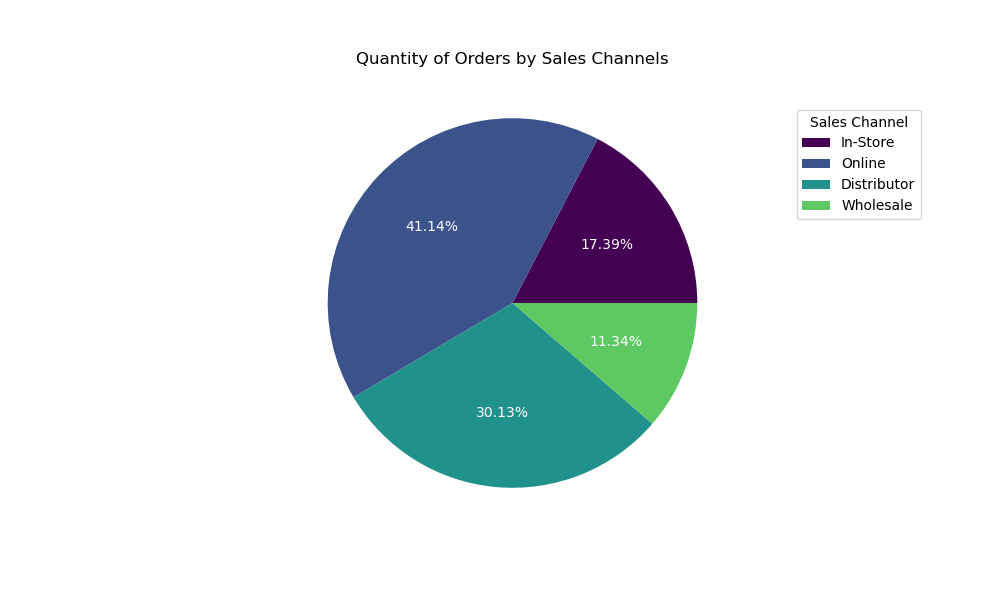 Quantity of Orders by Sales Channels
Sales Channel
In-Store
Online
Distributor
Wholesale
41.14%
17.39%
11.34%
30.13%